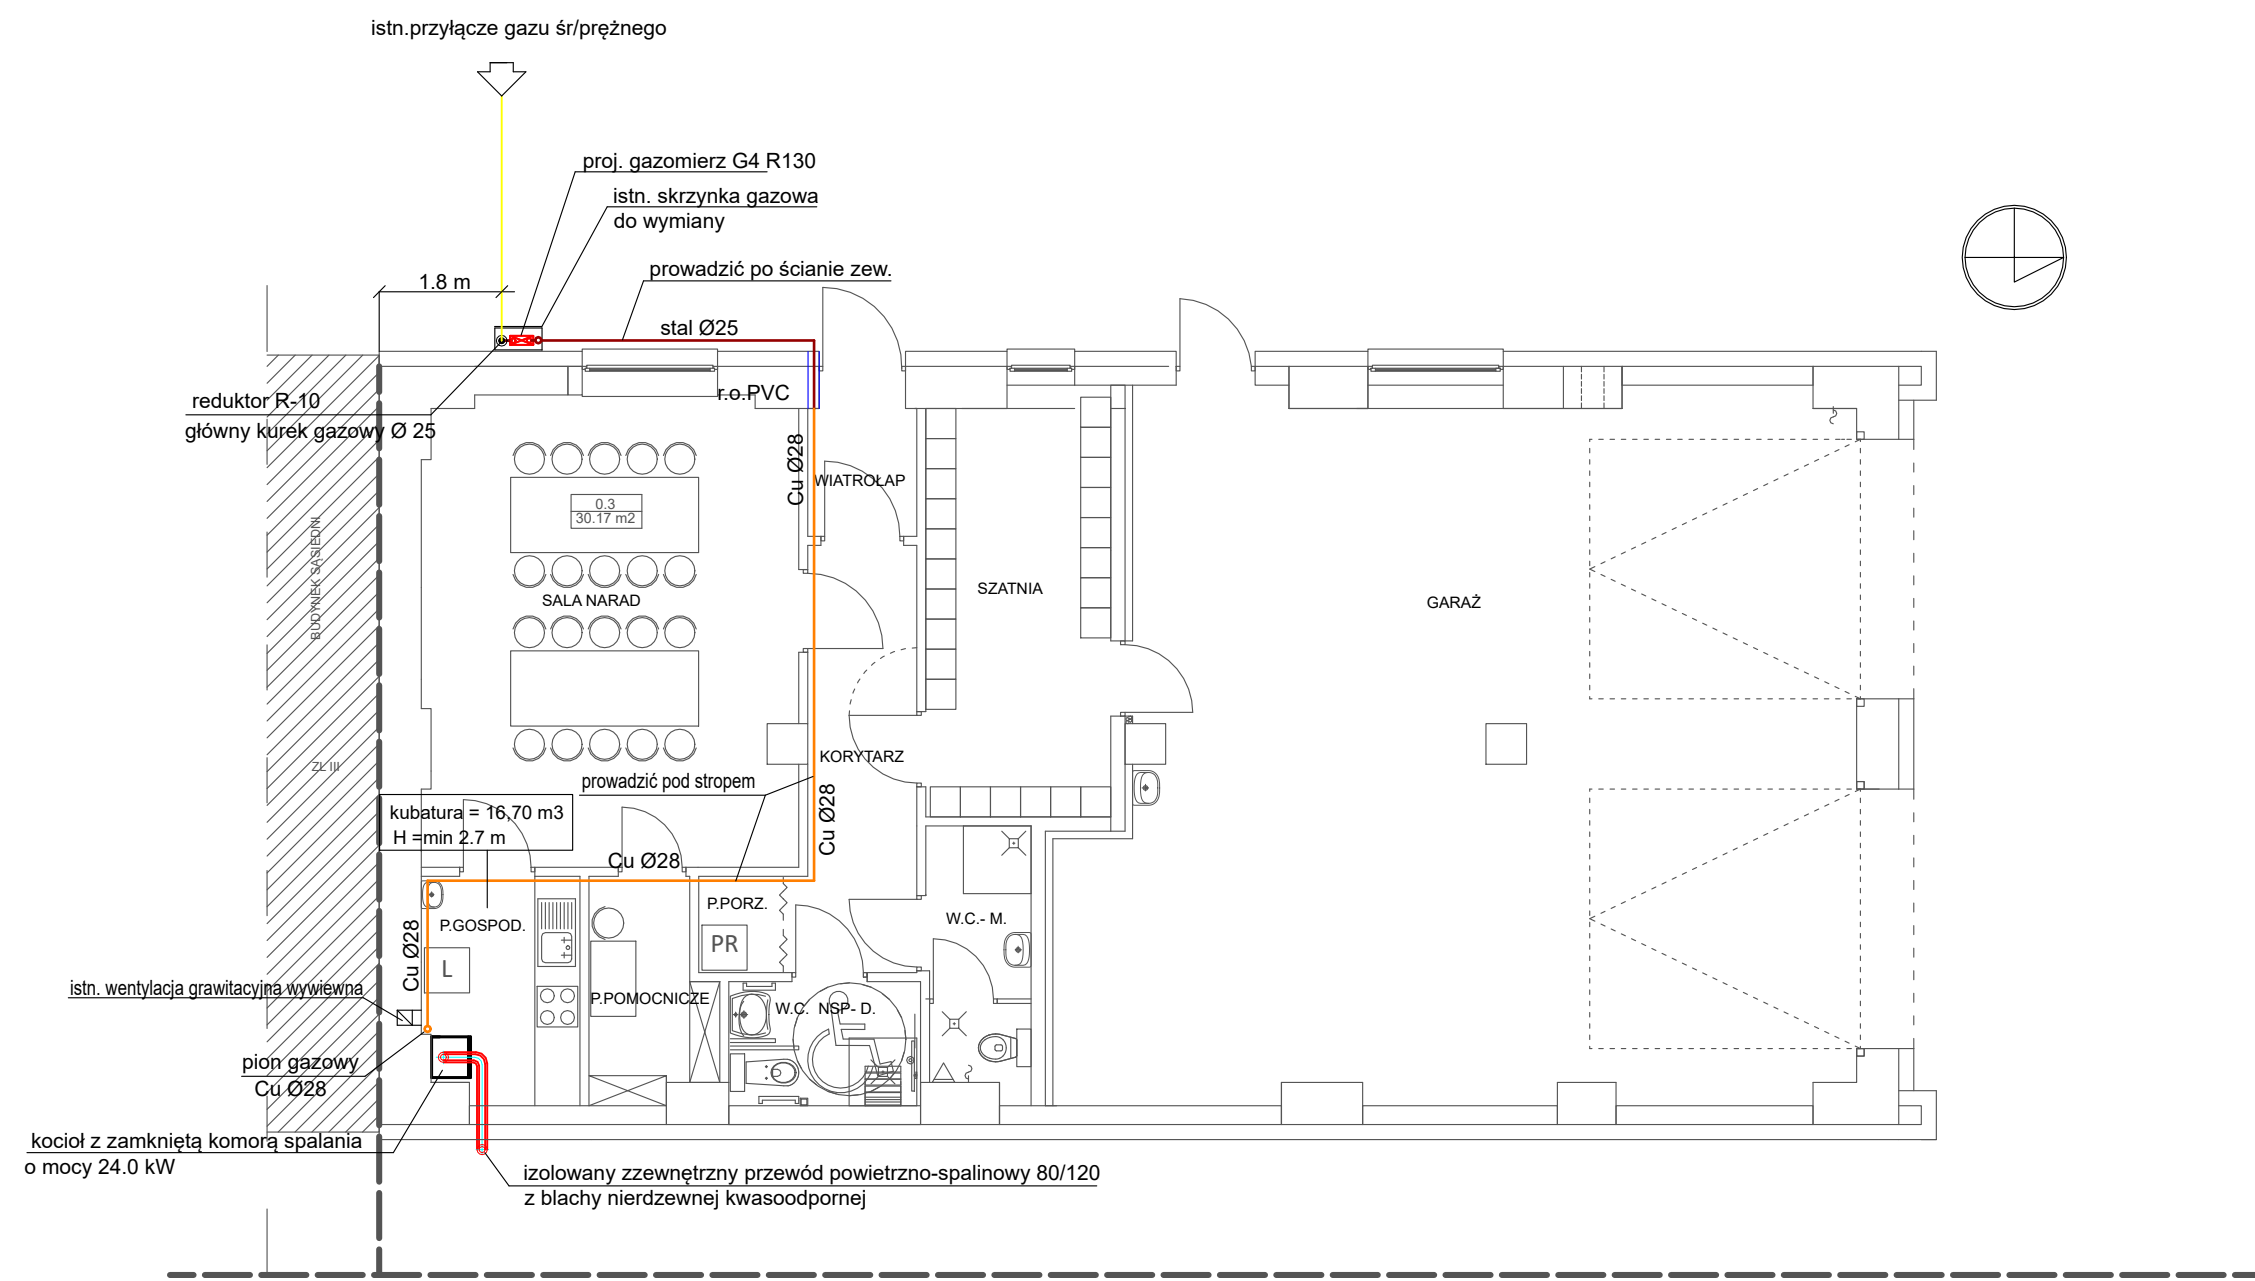 istn.przyłącze gazu śr/prężnego
proj. gazomierz G4 R130
istn. skrzynka gazowa
do wymiany
prowadzić po ścianie zew.
1.8 m
stal Ø25
r.o.PVC
reduktor R-10
główny kurek gazowy Ø 25
Cu Ø28
WIATROŁAP
0.3
30.17 m2
BUDYNEK SĄSIEDNI
SALA NARAD
SZATNIA
GARAŻ
ZL III
KORYTARZ
prowadzić pod stropem
kubatura = 16,70 m3
H =min 2.7 m
Cu Ø28
Cu Ø28
P.PORZ.
P.GOSPOD.
W.C.- M.
PR
Cu Ø28
L
istn. wentylacja grawitacyjna wywiewna
P.POMOCNICZE
W.C. NSP- D.
pion gazowy
Cu Ø28
kocioł z zamkniętą komorą spalania
o mocy 24.0 kW
izolowany zzewnętrzny przewód powietrzno-spalinowy 80/120
z blachy nierdzewnej kwasoodpornej